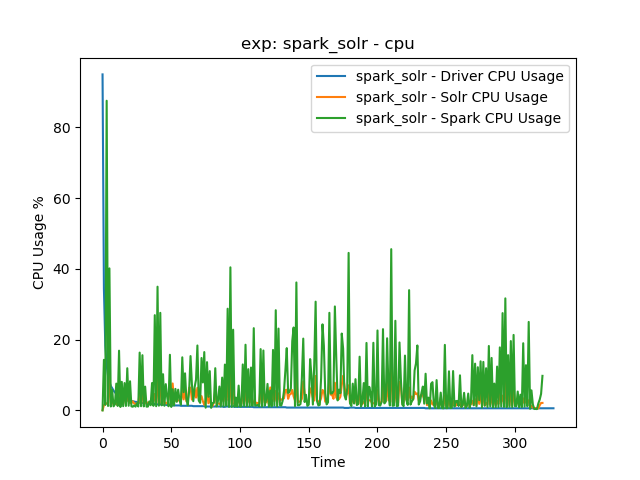 exp: spark_solr - cpu
spark_solr - Driver CPU Usage
spark_solr - Solr CPU Usage
spark_solr - Spark CPU Usage
CPU Usage %
80
60
40
20
0
0 50 100 150 200 250 300
Time